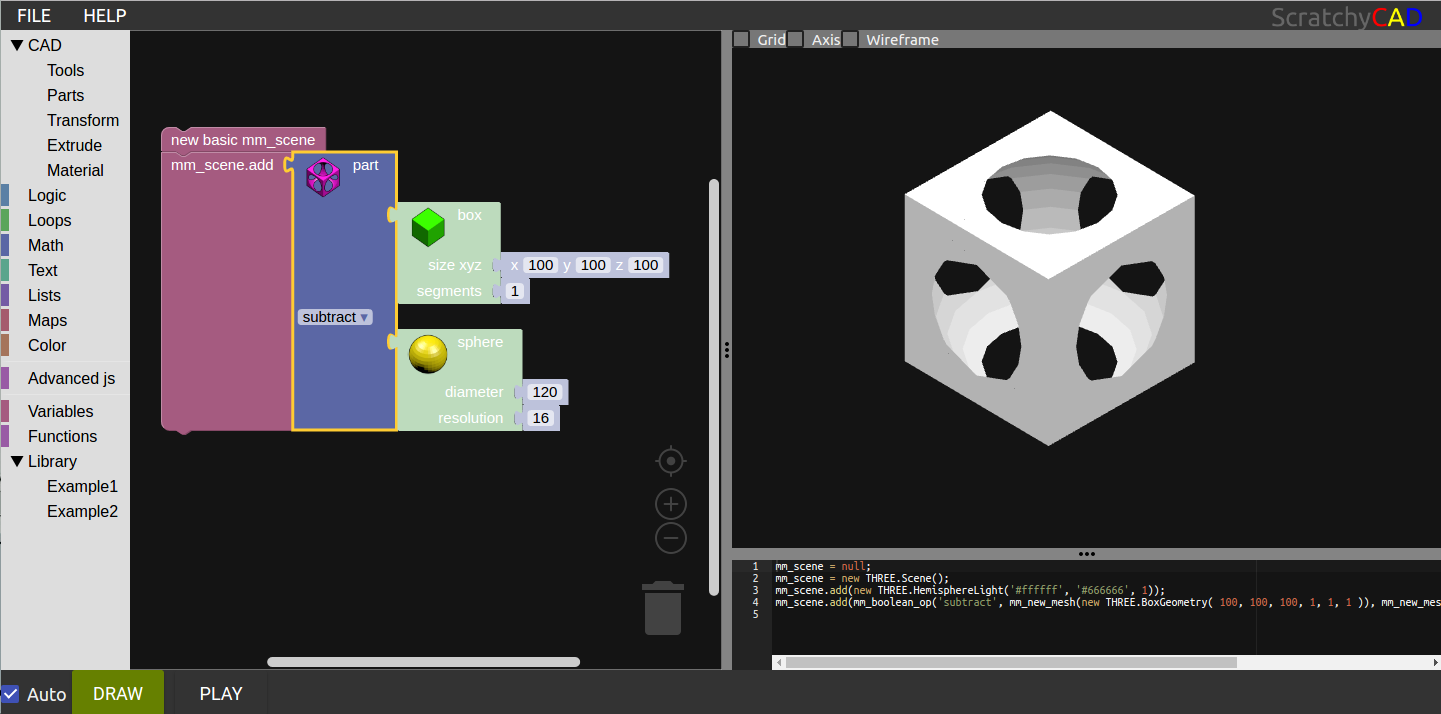 FILE HELP ScratchyCAD
CAD
Tools
Parts
Transform
Extrude
Material
Logic
Loops
Math
Text
Lists
Maps
Color
Advanced js
Variables
Functions
Library
Example1
Example2
new basic mm_scene
mm_scene.add part
box
size xyz x 100 y 100 z 100
segments 1
subtract
sphere
diameter 120
resolution 16
Grid Axis Wireframe
1 mm_scene = null;
2 mm_scene = new THREE.Scene();
3 mm_scene.add(new THREE.HemisphereLight('#ffffff', '#666666', 1));
4 mm_scene.add(mm_boolean_op('subtract', mm_new_mesh(new THREE.BoxGeometry( 100, 100, 100, 1, 1, 1 )), mm_new_mes
5
Auto DRAW PLAY